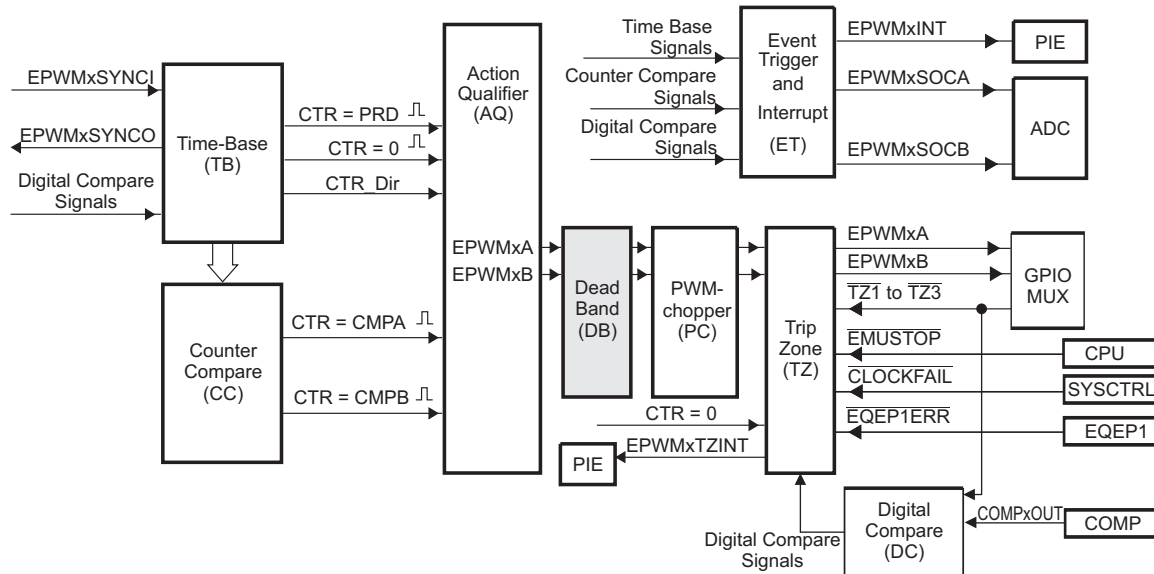 EPWMxSYNCI
EPWMxSYNCO
Digital Compare
Signals
Time-Base
(TB)
CTR = PRD
CTR = 0
CTR_Dir
Counter
Compare
(CC)
CTR = CMPA
CTR = CMPB
Action
Qualifier
(AQ)
EPWMxA
EPWMxB
Time Base
Signals
Counter Compare
Signals
Digital Compare
Signals
Event
Trigger
and
Interrupt
(ET)
EPWMxINT
EPWMxSOCA
EPWMxSOCB
PIE
ADC
Dead
Band
(DB)
PWM-
chopper
(PC)
CTR = 0
EPWMxTZINT
PIE
Trip
Zone
(TZ)
EPWMxA
EPWMxB
TZ1 to TZ3
EMUSTOP
CLOCKFAIL
EQEP1ERR
GPIO
MUX
CPU
SYSCTRL
EQEP1
Digital Compare
Signals
Digital
Compare
(DC)
COMPxOUT
COMP